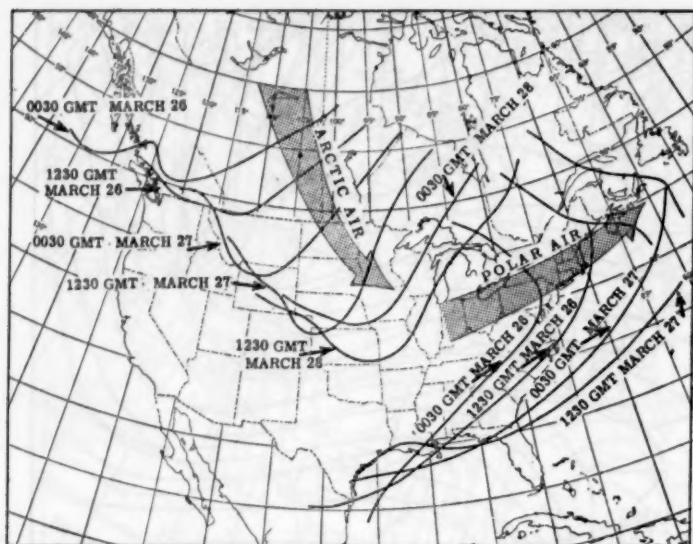 0030 GMT MARCH 26
1230 GMT
MARCH 26
0030 GMT MARCH 27
1230 GMT MARCH 27
1230 GMT
MARCH 28
ARCTIC AIR
0030 GMT MARCH 28
POLAR AIR
0030 GMT MARCH 26
1230 GMT MARCH 26
0030 GMT MARCH 27
1230 GMT MARCH 27